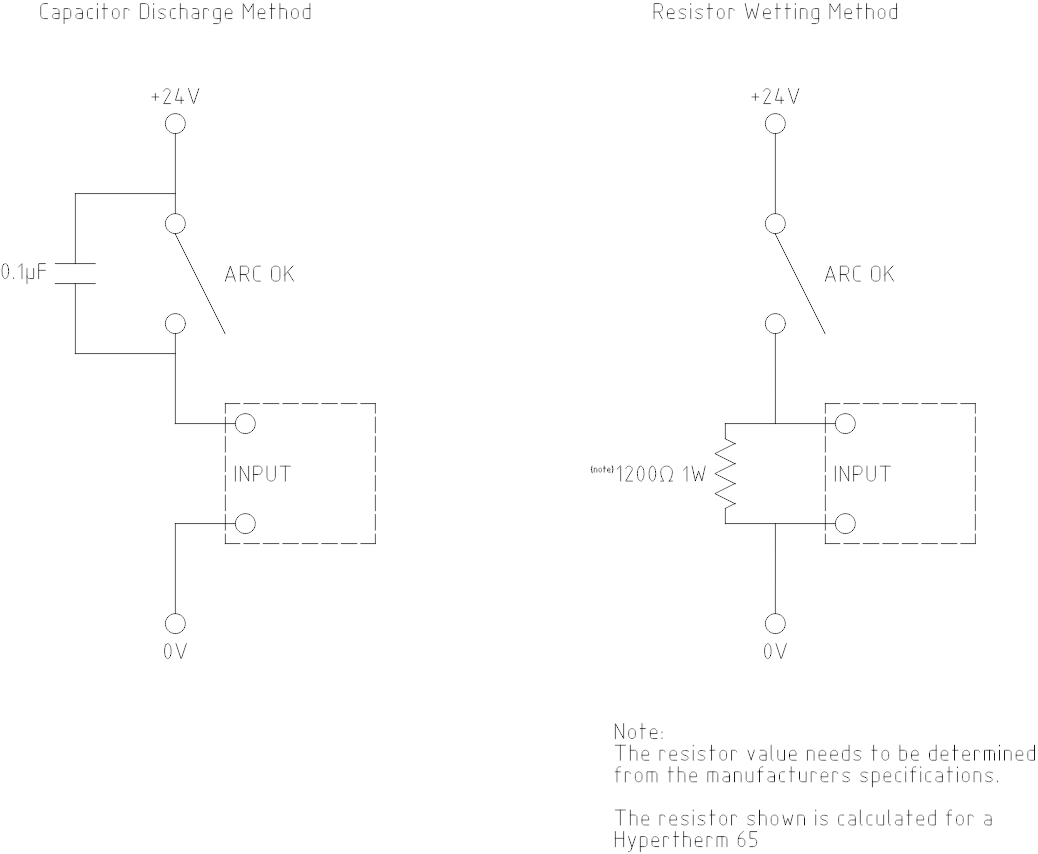 Capacitor Discharge Method
Resistor Wetting Method
+24V
+24V
0.1µF
ARC OK
ARC OK
INPUT
(note)1200Ω 1W
INPUT
0V
0V
Note:
The resistor value needs to be determined
from the manufacturers specifications.
The resistor shown is calculated for a
Hypertherm 65